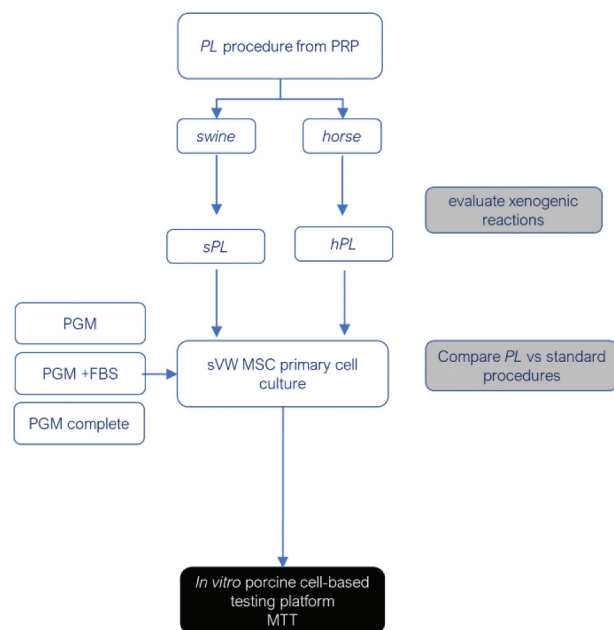 PL procedure from PRP
swine
horse
evaluate xenogenic
reactions
sPL
hPL
PGM
PGM +FBS
PGM complete
sVW MSC primary cell
culture
Compare PL vs standard
procedures
In vitro porcine cell-based
testing platform
MTT